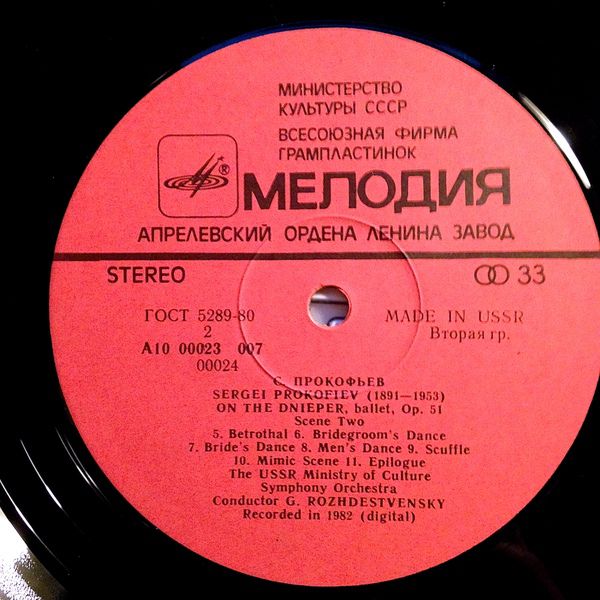 МИНИСТЕРСТВО
КУЛЬТУРЫ СССР
ВСЕСОЮЗНАЯ ФИРМА
ГРАМПЛАСТИНОК
® МЕЛОДИЯ
АПРЕЛЕВСКИЙ ОРДЕНА ЛЕНИНА ЗАВОД
STEREO 33
ГОСТ 5289-80 MADE IN USSR
2 Вторая гр.
А10 00023 007
00024
С. ПРОКОФЬЕВ
SERGEI PROKOFIEV (1891—1953)
ON THE DNIEPER, ballet, Op. 51
Scene Two
5. Betrothal 6. Bridegroom's Dance
7. Bride's Dance 8. Men's Dance 9. Scuffle
10. Mimic Scene 11. Epilogue
The USSR Ministry of Culture
Symphony Orchestra
Conductor G. ROZHDESTVENSKY
Recorded in 1982 (digital)